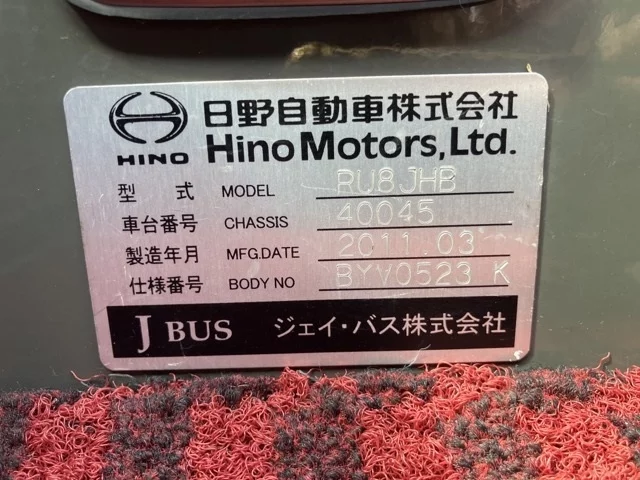 日野自動車株式会社
HINO Hino Motors, Ltd.
型 式 MODEL RU8JHB
車台番号 CHASSIS 40045
製造年月 MFG.DATE 2011.03
仕様番号 BODY NO BYV0523 K
J BUS ジェイ・バス株式会社